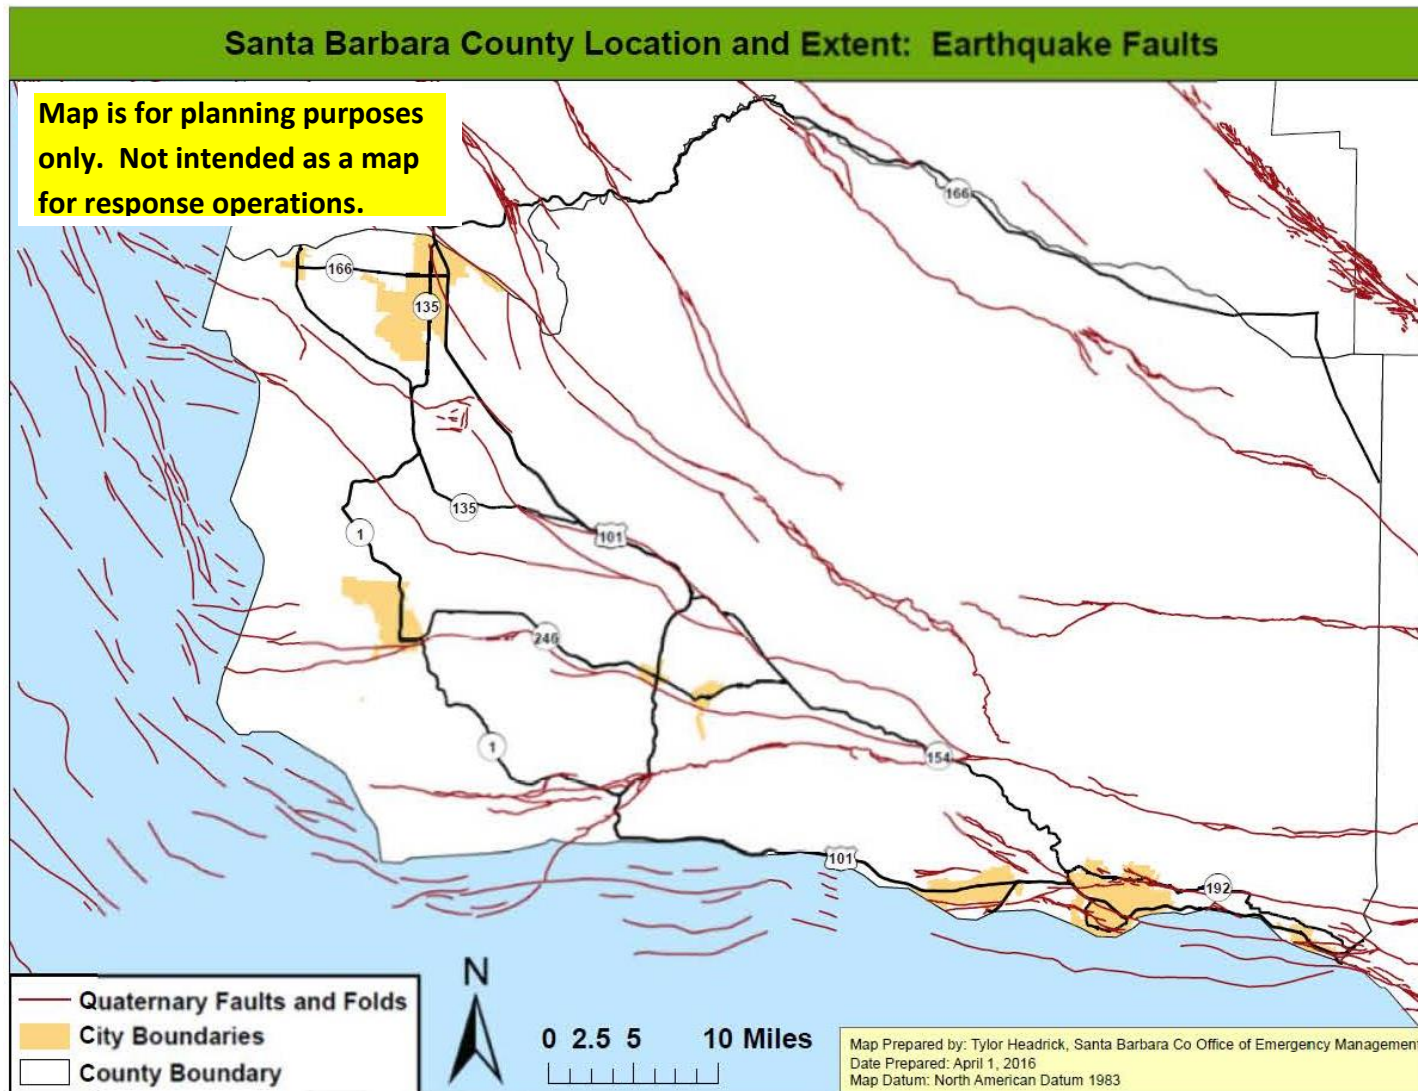 Santa Barbara County Location and Extent: Earthquake Faults
Map is for planning purposes
only. Not intended as a map
for response operations.
166
166
135
135
101
1
246
1
154
101
192
N
Quaternary Faults and Folds
City Boundaries
County Boundary
0 2.5 5 10 Miles
Map Prepared by: Tylor Headrick, Santa Barbara Co Office of Emergency Management
Date Prepared: April 1, 2016
Map Datum: North American Datum 1983